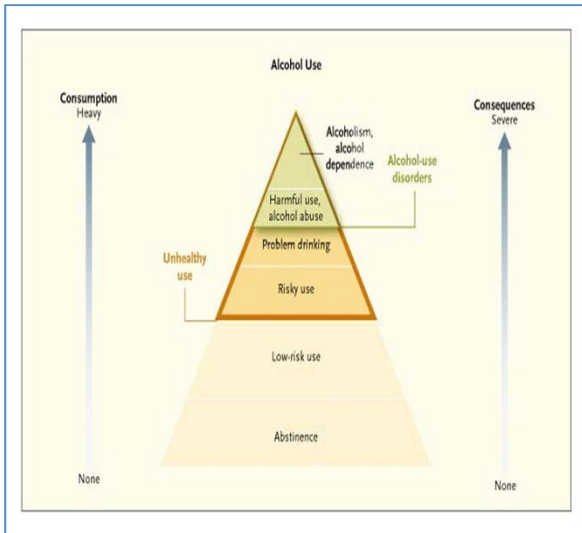 Alcohol Use
Consumption
Heavy
Consequences
Severe
Alcoholism,
alcohol
dependence
Alcohol-use
disorders
Harmful use,
alcohol abuse
Problem drinking
Unhealthy
use
Risky use
Low-risk use
Abstinence
None
None